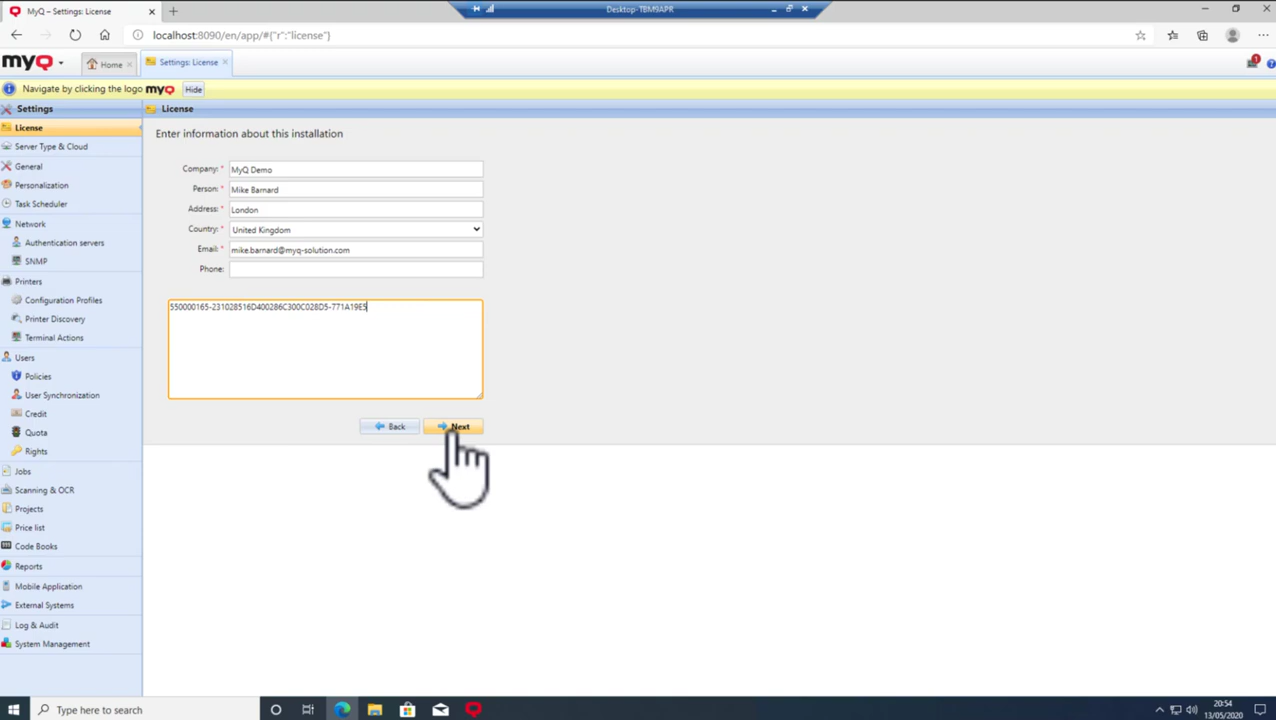 MyQ – Settings: License
Desktop-TBM9APR
localhost:8090/en/app/#{"r":"license"}
myQ
Home
Settings: License
1
Navigate by clicking the logo myQ
Hide
Settings
License
Server Type & Cloud
General
Personalization
Task Scheduler
Network
Authentication servers
SNMP
Printers
Configuration Profiles
Printer Discovery
Terminal Actions
Users
Policies
User Synchronization
Credit
Quota
Rights
Jobs
Scanning & OCR
Projects
Price list
Code Books
Reports
Mobile Application
External Systems
Log & Audit
System Management
License
Enter information about this installation
Company: * MyQ Demo
Person: * Mike Barnard
Address: * London
Country: * United Kingdom
Email: * mike.barnard@myq-solution.com
Phone:
550000165-231028516D400286C300C028D5-771A19E5
Back
Next
Type here to search
20:54
13/05/2020